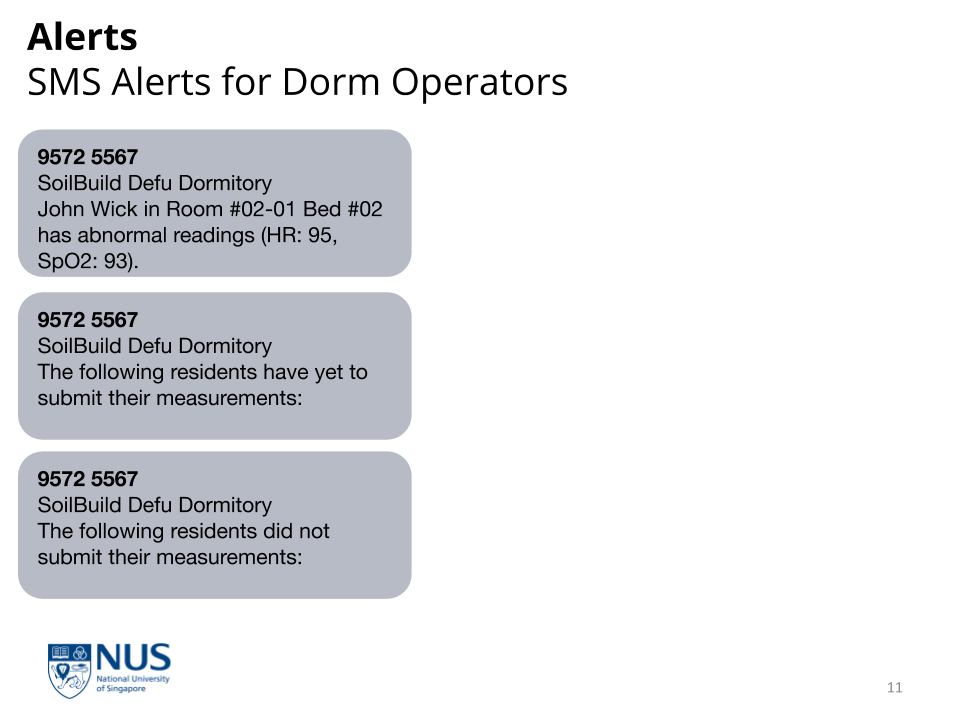 Alerts
SMS Alerts for Dorm Operators
9572 5567
SoilBuild Defu Dormitory
John Wick in Room #02-01 Bed #02
has abnormal readings (HR: 95,
SpO2: 93).
9572 5567
SoilBuild Defu Dormitory
The following residents have yet to
submit their measurements:
9572 5567
SoilBuild Defu Dormitory
The following residents did not
submit their measurements:
NUS
National University
of Singapore
11